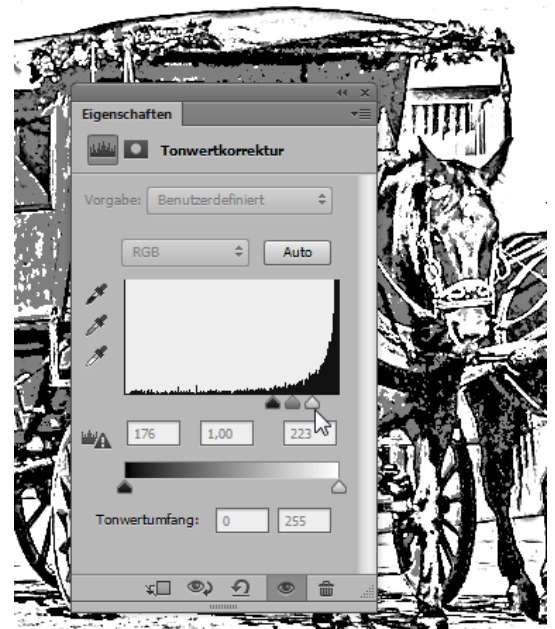 Eigenschaften
Tonwertkorrektur
Vorgabe: Benutzerdefiniert
RGB Auto
176 1,00 223
Tonwertumfang: 0 255